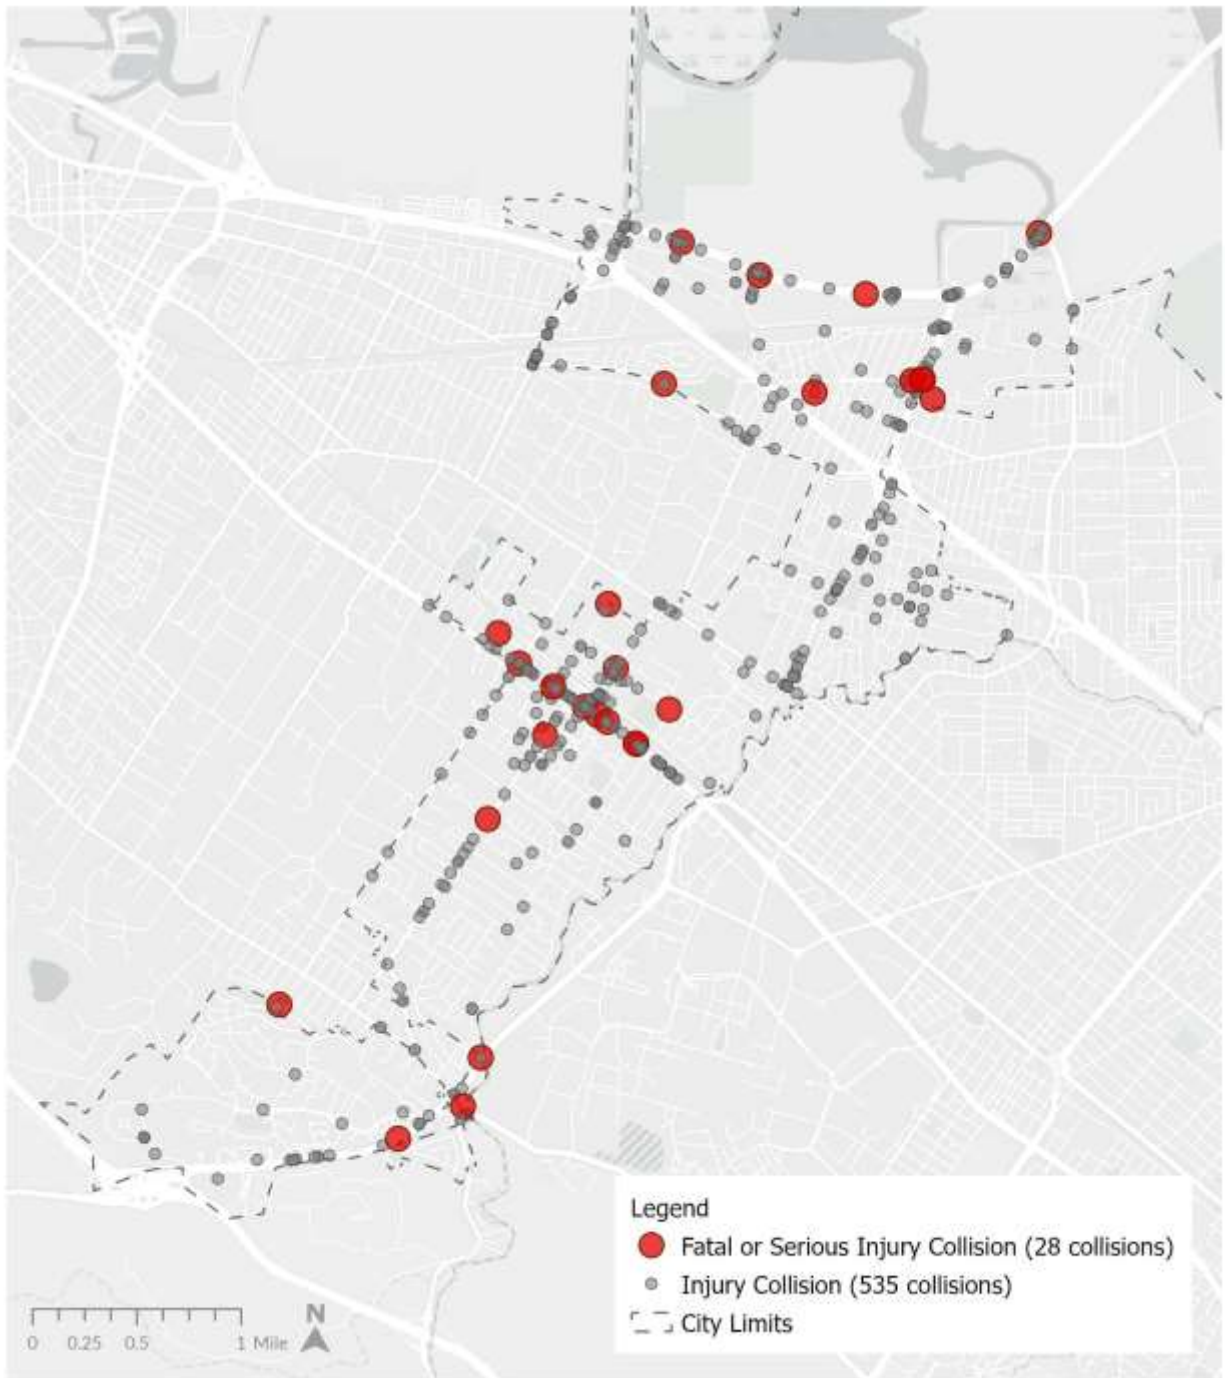 Legend
Fatal or Serious Injury Collision (28 collisions)
Injury Collision (535 collisions)
City Limits
N
0 0.25 0.5 1 Mile